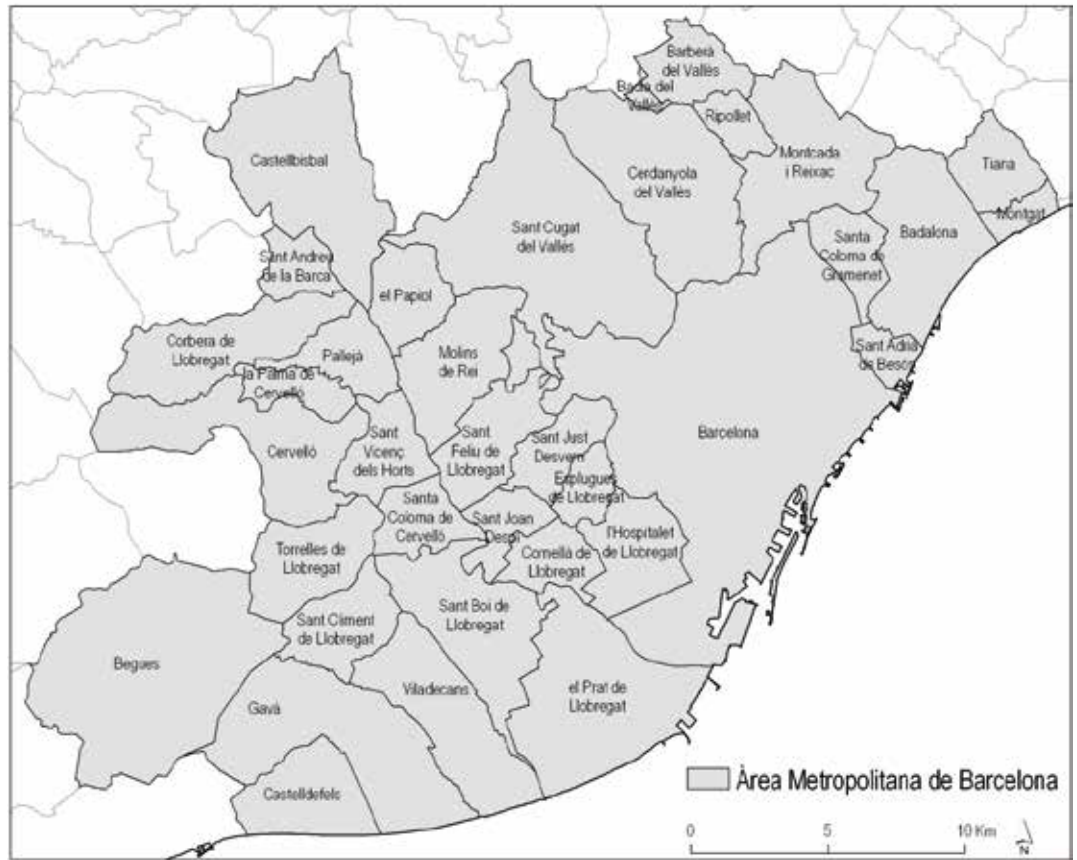 Barberà
del Vallès
Badia del
Vallès
Ripollet
Castellbisbal
Montcada
i Reixac
Tiana
Cerdanyola
del Vallès
Montgat
Sant Cugat
del Vallès
Santa
Coloma de
Gramenet
Badalona
Sant Andreu
de la Barca
el Papiol
Corbera de
Llobregat
Pallejà
Molins
de Rei
Sant Adrià
de Besòs
la Palma de
Cervelló
Barcelona
Cervelló
Sant
Vicenç
dels Horts
Sant
Feliu de
Llobregat
Sant Just
Desvern
Esplugues
de Llobregat
Santa
Coloma de
Cervelló
Sant Joan
Despí
l'Hospitalet
de Llobregat
Torrelles de
Llobregat
Cornellà de
Llobregat
Sant Climent
de Llobregat
Sant Boi de
Llobregat
Begues
Viladecans
el Prat de
Llobregat
Gavà
Castelldefels
Àrea Metropolitana de Barcelona
0 5 10 Km
N